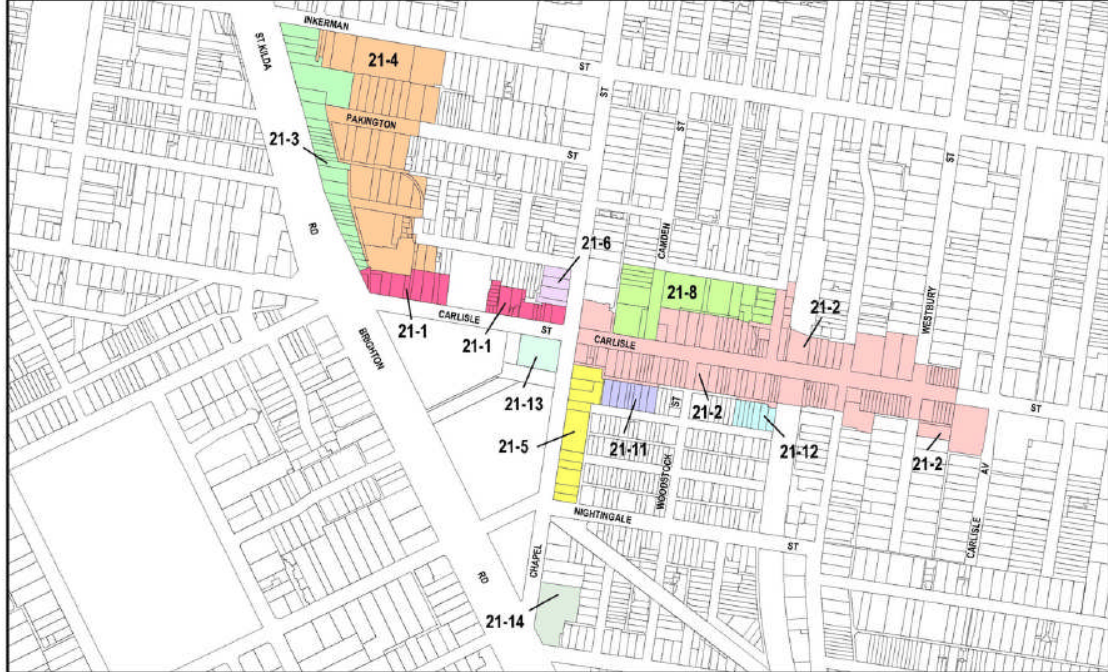 INKERMAN
ST KILDA
21-4
ST
ST
PAKINGTON
ST
ST
ST
21-3
RD
CAMDEN
21-6
21-8
21-2
WESTBURY
21-1
CARLISLE
21-1
ST
CARLISLE
BRIGHTON
21-13
21-2
ST
ST
21-5
21-11
21-12
21-2
AV
WOODSTOCK
NIGHTINGALE
ST
CARLISLE
CHAPEL
RD
21-14